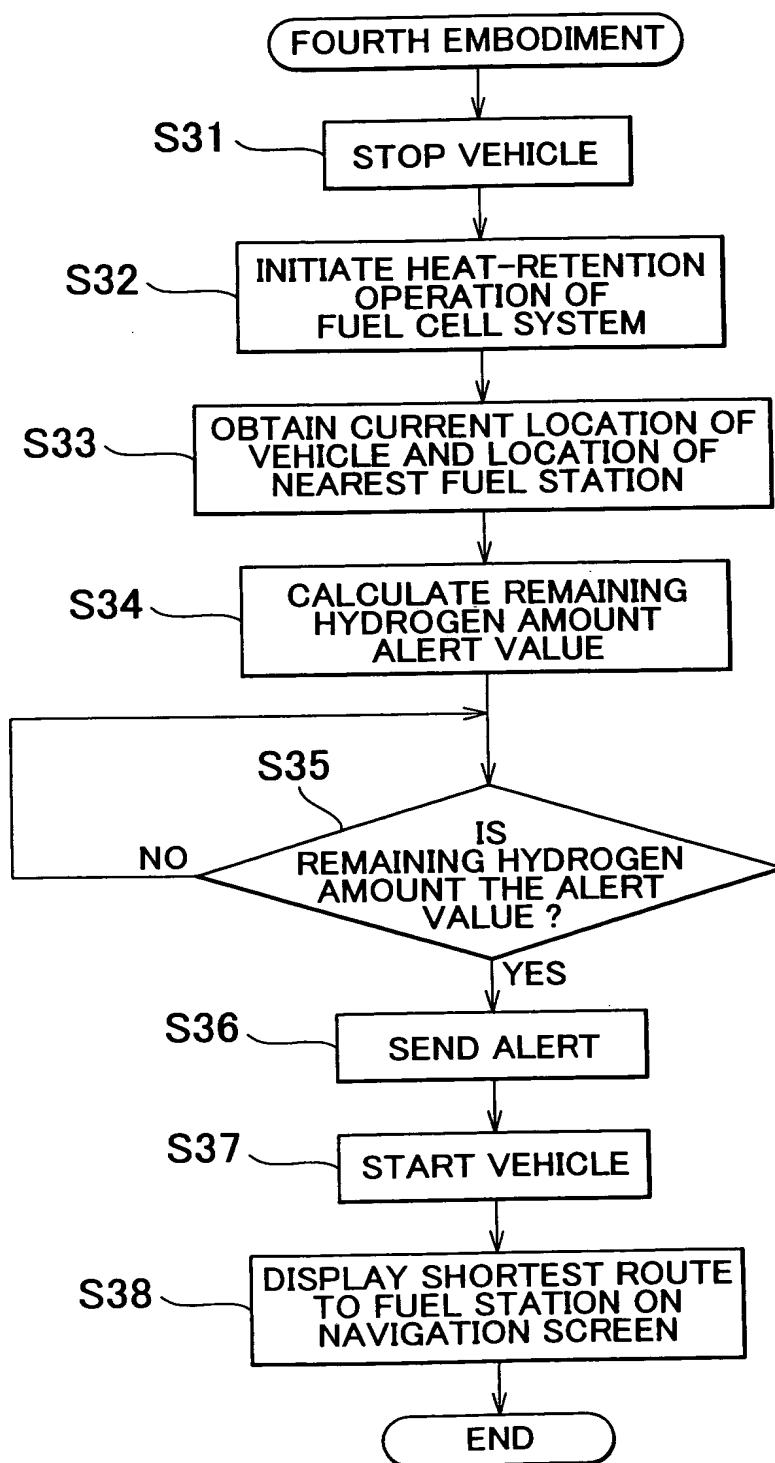 FOURTH EMBODIMENT
S31
STOP VEHICLE
S32
INITIATE HEAT-RETENTION
OPERATION OF
FUEL CELL SYSTEM
S33
OBTAIN CURRENT LOCATION OF
VEHICLE AND LOCATION OF
NEAREST FUEL STATION
S34
CALCULATE REMAINING
HYDROGEN AMOUNT
ALERT VALUE
S35
IS
REMAINING HYDROGEN
AMOUNT THE ALERT
VALUE ?
NO
YES
S36
SEND ALERT
S37
START VEHICLE
S38
DISPLAY SHORTEST ROUTE
TO FUEL STATION ON
NAVIGATION SCREEN
END